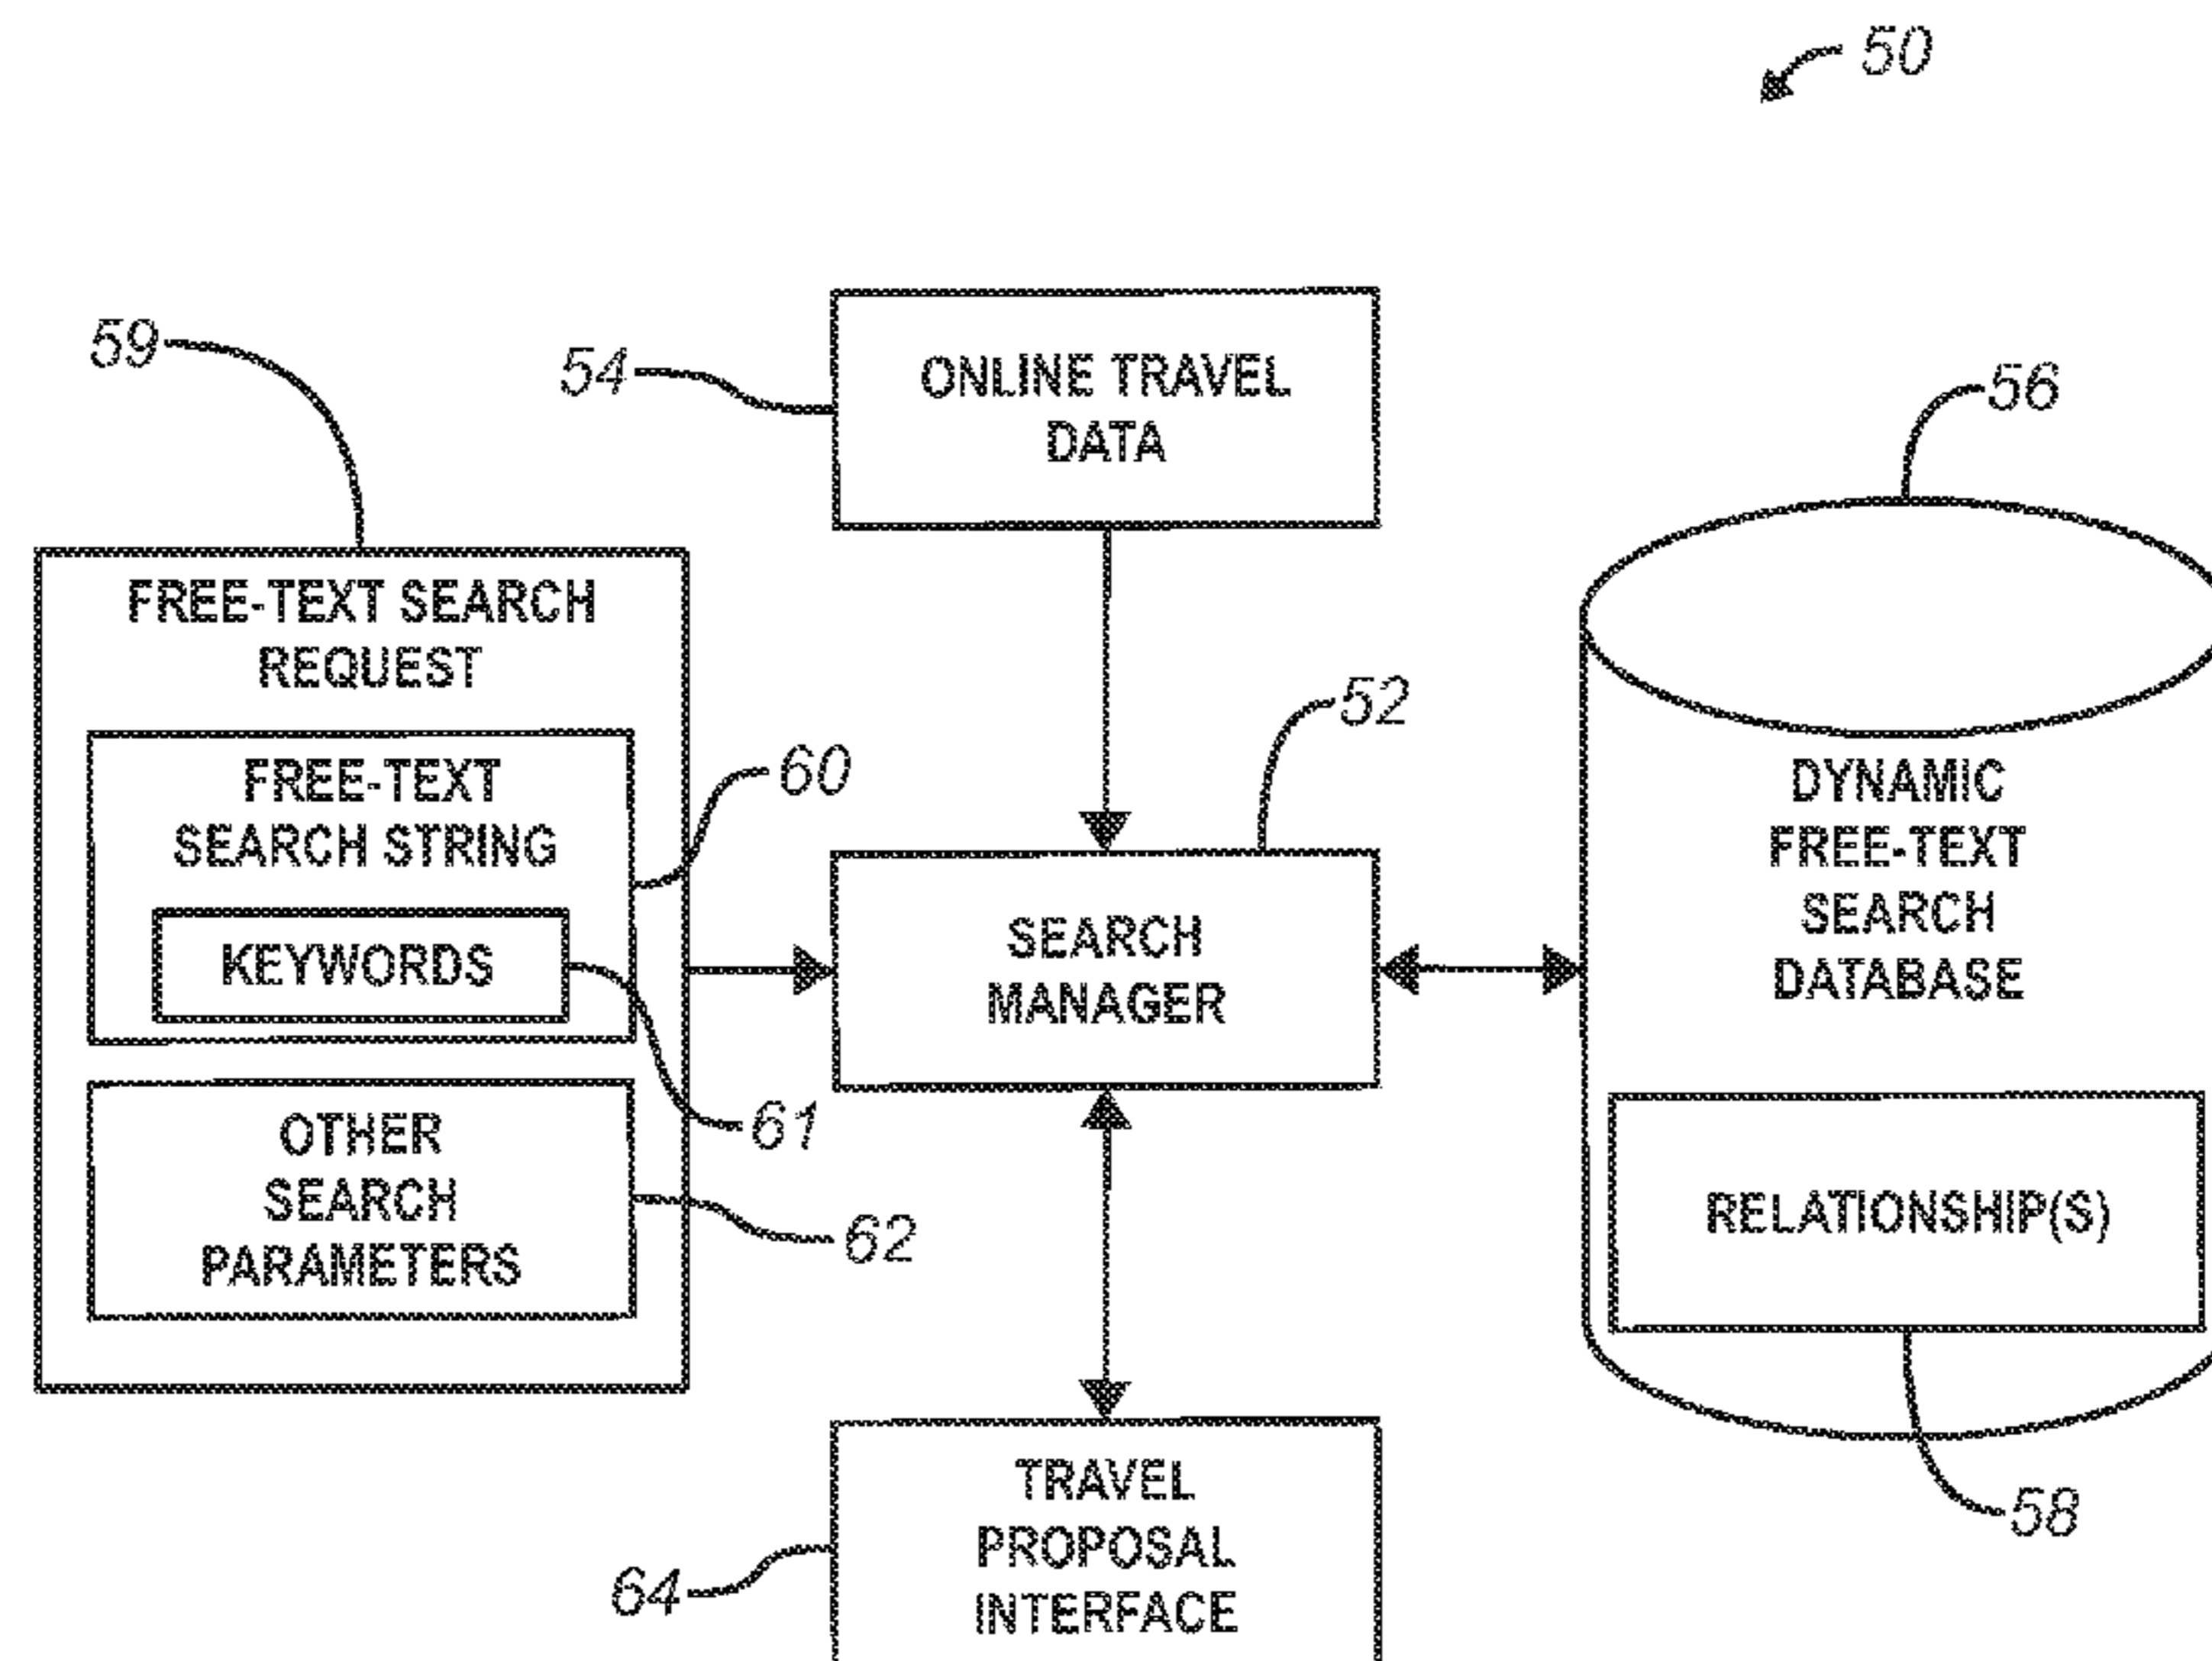 50
59
54
ONLINE TRAVEL
DATA
56
FREE-TEXT SEARCH
REQUEST
52
60
FREE-TEXT
SEARCH STRING
KEYWORDS
SEARCH
MANAGER
DYNAMIC
FREE-TEXT
SEARCH
DATABASE
61
OTHER
SEARCH
PARAMETERS
62
RELATIONSHIP(S)
58
64
TRAVEL
PROPOSAL
INTERFACE